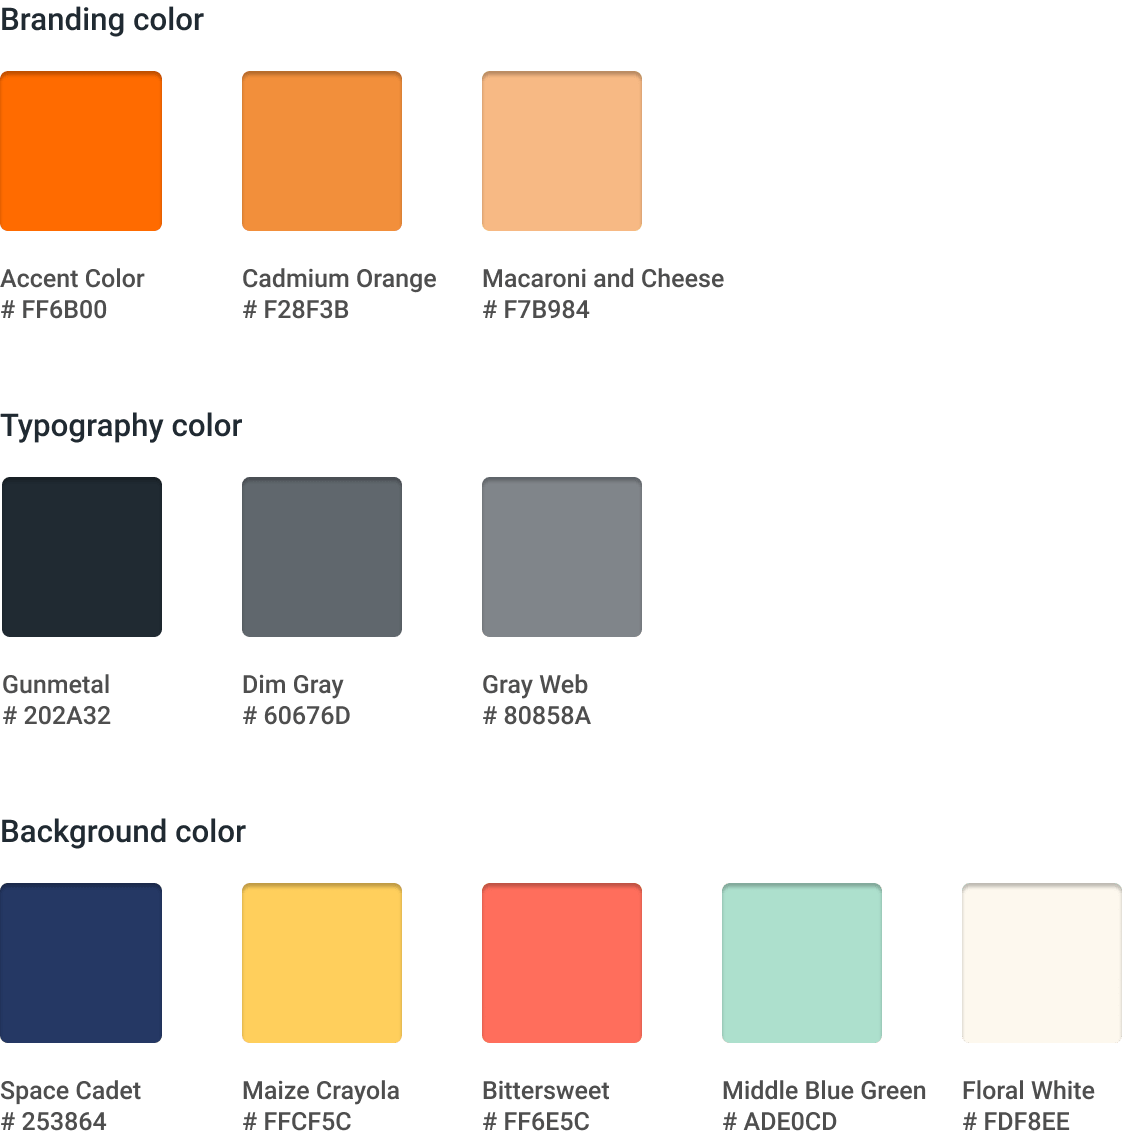 Branding color
Accent Color
# FF6B00
Cadmium Orange
# F28F3B
Macaroni and Cheese
# F7B984
Typography color
Gunmetal
# 202A32
Dim Gray
# 60676D
Gray Web
# 80858A
Background color
Space Cadet
# 253864
Maize Crayola
# FFCF5C
Bittersweet
# FF6E5C
Middle Blue Green
# ADE0CD
Floral White
# FDF8EE